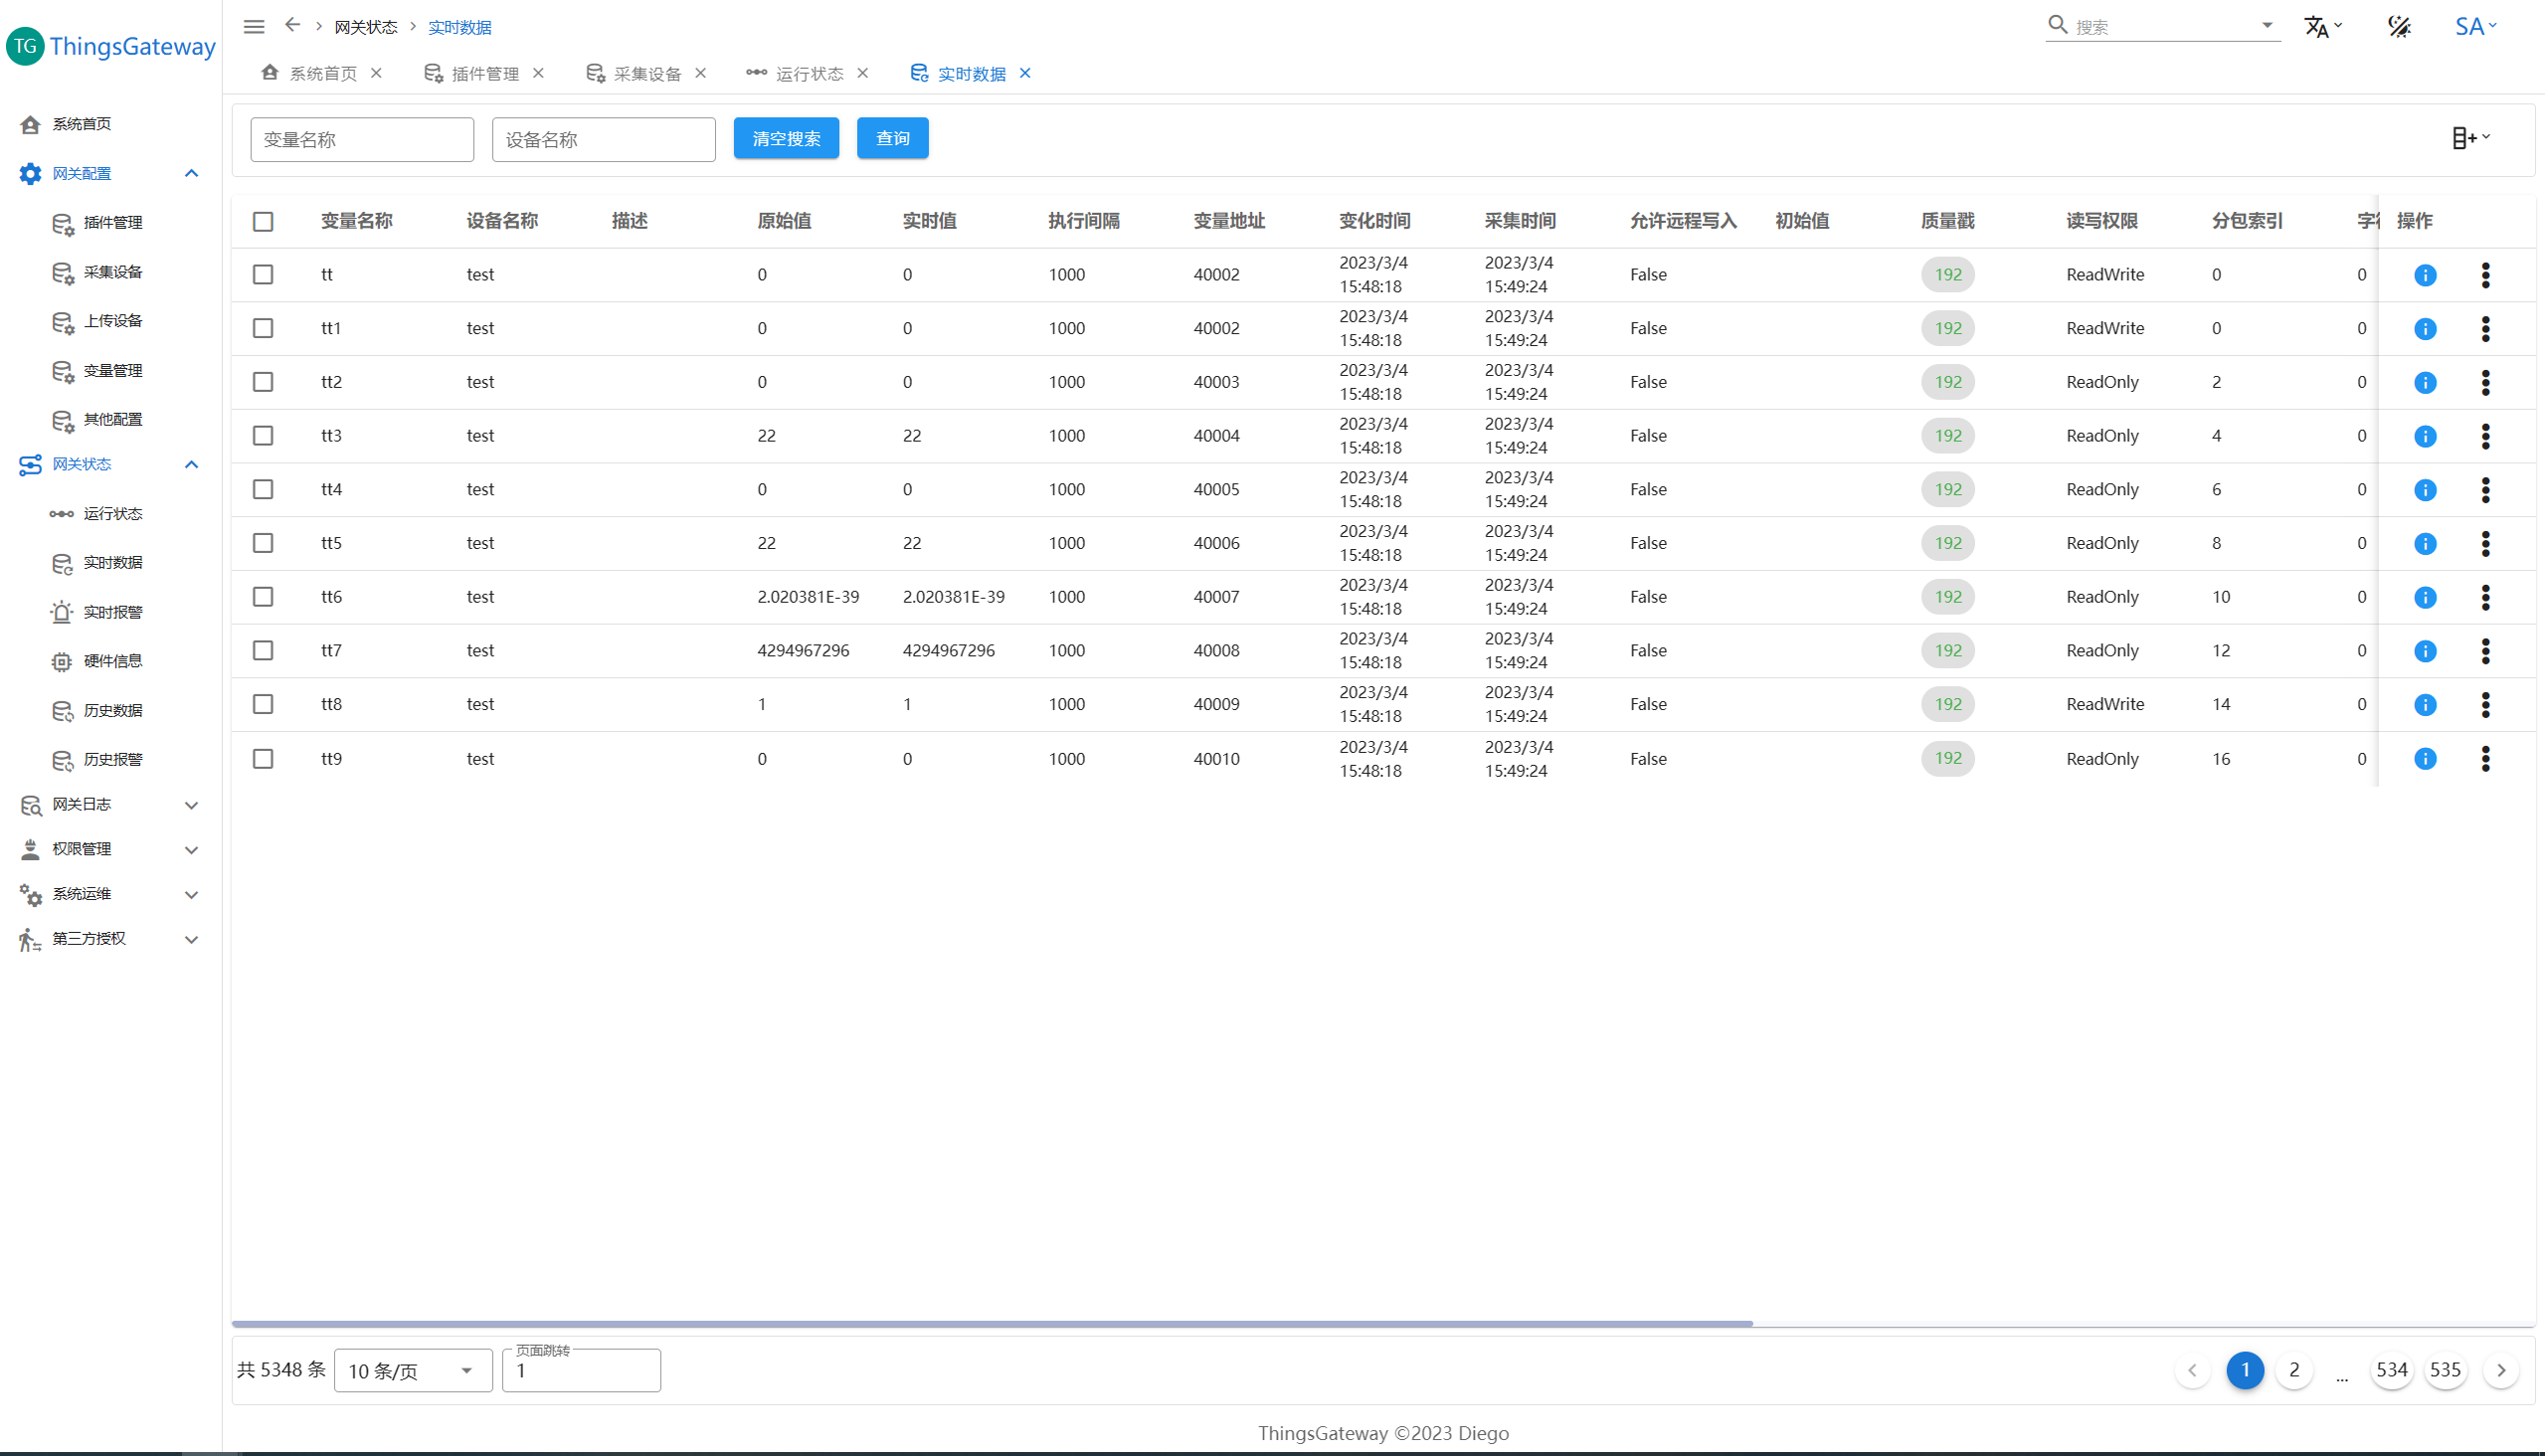 TG ThingsGateway
网关状态 实时数据
搜索
SA
系统首页 插件管理 采集设备 运行状态 实时数据
系统首页
网关配置
插件管理
采集设备
上传设备
变量管理
其他配置
网关状态
运行状态
实时数据
实时报警
硬件信息
历史数据
历史报警
网关日志
权限管理
系统运维
第三方授权
变量名称 设备名称 清空搜索 查询
变量名称 设备名称 描述 原始值 实时值 执行间隔 变量地址 变化时间 采集时间 允许远程写入 初始值 质量戳 读写权限 分包索引 操作
tt test 0 0 1000 40002 2023/3/4 15:48:18 2023/3/4 15:49:24 False 192 ReadWrite 0 0
tt1 test 0 0 1000 40002 2023/3/4 15:48:18 2023/3/4 15:49:24 False 192 ReadWrite 0 0
tt2 test 0 0 1000 40003 2023/3/4 15:48:18 2023/3/4 15:49:24 False 192 ReadOnly 2 0
tt3 test 22 22 1000 40004 2023/3/4 15:48:18 2023/3/4 15:49:24 False 192 ReadOnly 4 0
tt4 test 0 0 1000 40005 2023/3/4 15:48:18 2023/3/4 15:49:24 False 192 ReadOnly 6 0
tt5 test 22 22 1000 40006 2023/3/4 15:48:18 2023/3/4 15:49:24 False 192 ReadOnly 8 0
tt6 test 2.020381E-39 2.020381E-39 1000 40007 2023/3/4 15:48:18 2023/3/4 15:49:24 False 192 ReadOnly 10 0
tt7 test 4294967296 4294967296 1000 40008 2023/3/4 15:48:18 2023/3/4 15:49:24 False 192 ReadOnly 12 0
tt8 test 1 1 1000 40009 2023/3/4 15:48:18 2023/3/4 15:49:24 False 192 ReadWrite 14 0
tt9 test 0 0 1000 40010 2023/3/4 15:48:18 2023/3/4 15:49:24 False 192 ReadOnly 16 0
共 5348 条 10 条/页 页面跳转 1
1 2 ... 534 535
ThingsGateway ©2023 Diego